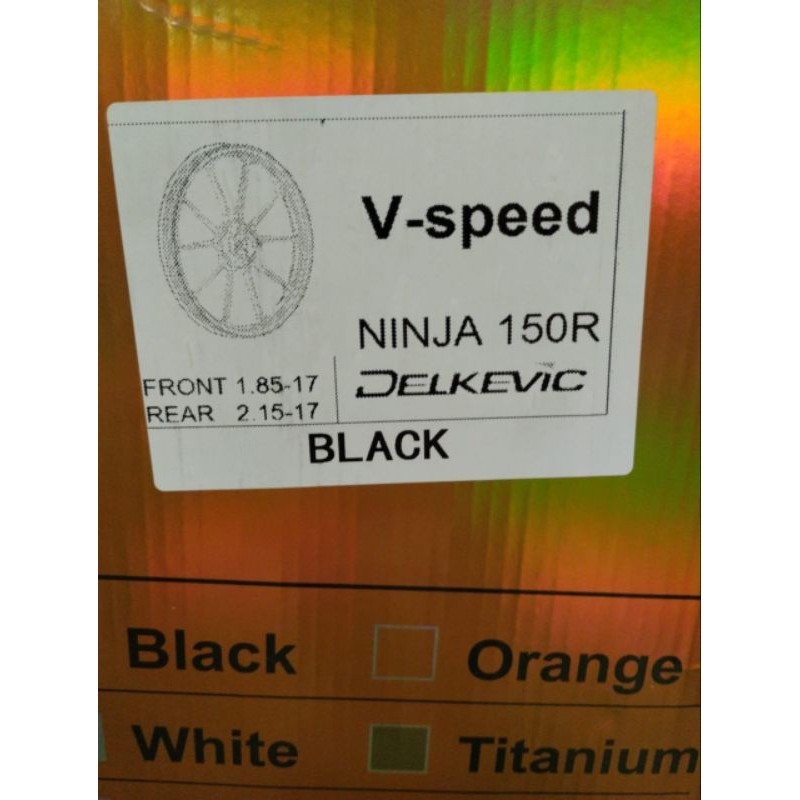 V-speed
NINJA 150R
FRONT 1.85-17
REAR 2.15-17
DELKEVIC
BLACK
Black
Orange
White
Titanium